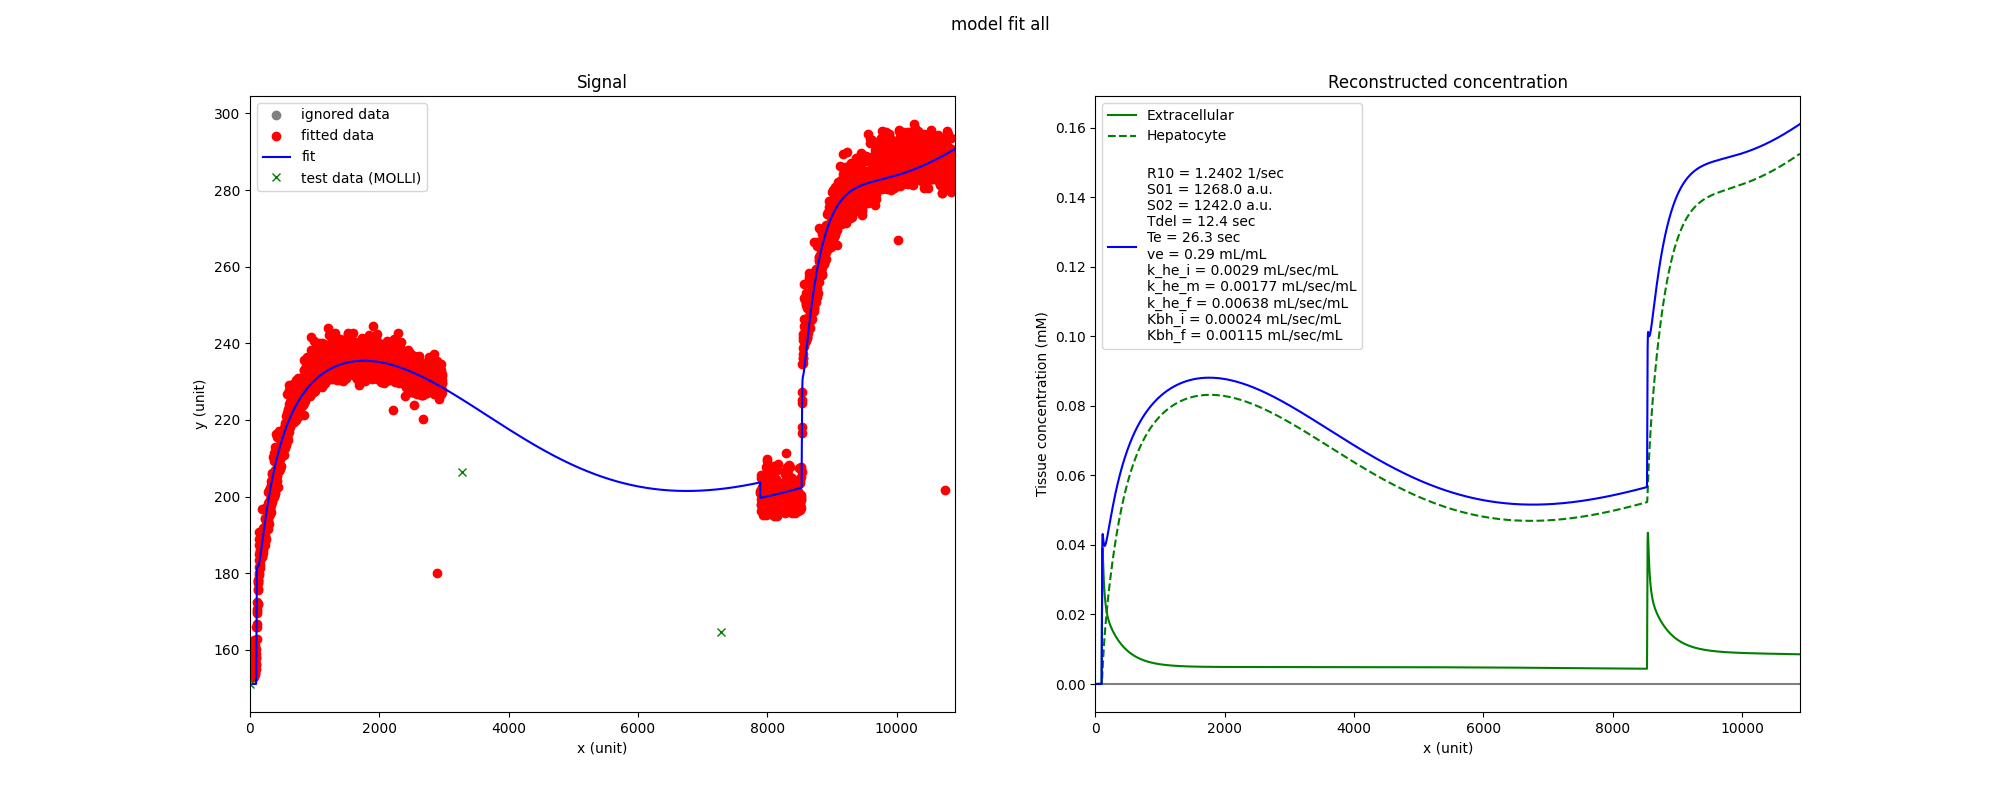 model fit all
Signal
300
280
260
240
220
200
180
160
y (unit)
ignored data
fitted data
fit
test data (MOLLI)
0
2000
4000
6000
8000
10000
x (unit)
Reconstructed concentration
0.16
0.14
0.12
0.10
0.08
0.06
0.04
0.02
0.00
Tissue concentration (mM)
Extracellular
Hepatocyte
R10 = 1.2402 1/sec
S01 = 1268.0 a.u.
S02 = 1242.0 a.u.
Tdel = 12.4 sec
Te = 26.3 sec
ve = 0.29 mL/mL
k_he_i = 0.0029 mL/sec/mL
k_he_m = 0.00177 mL/sec/mL
k_he_f = 0.00638 mL/sec/mL
Kbh_i = 0.00024 mL/sec/mL
Kbh_f = 0.00115 mL/sec/mL
0
2000
4000
6000
8000
10000
x (unit)